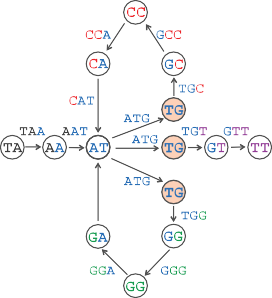 CC
CCA GCC
CA GC
CAT TGC
ATG TG
TAA AAT ATG TGT GTT
TA AA AT TG GT TT
ATG TG
TGG
GA GG
GGA GGG
GG